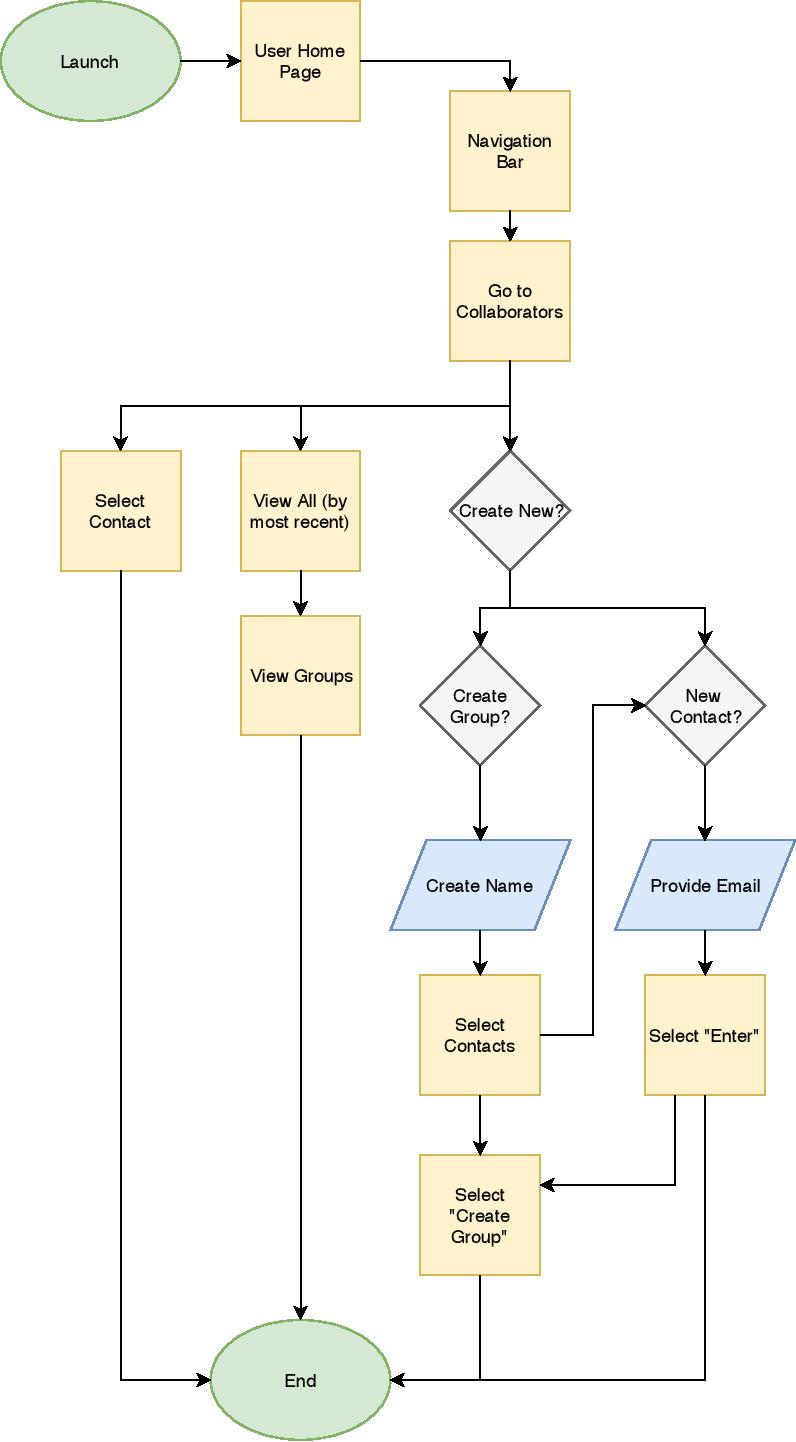 Launch
User Home
Page
Navigation
Bar
Go to
Collaborators
Select
Contact
View All (by
most recent)
Create New?
View Groups
Create
Group?
New
Contact?
Create Name
Provide Email
Select
Contacts
Select "Enter"
Select
"Create
Group"
End